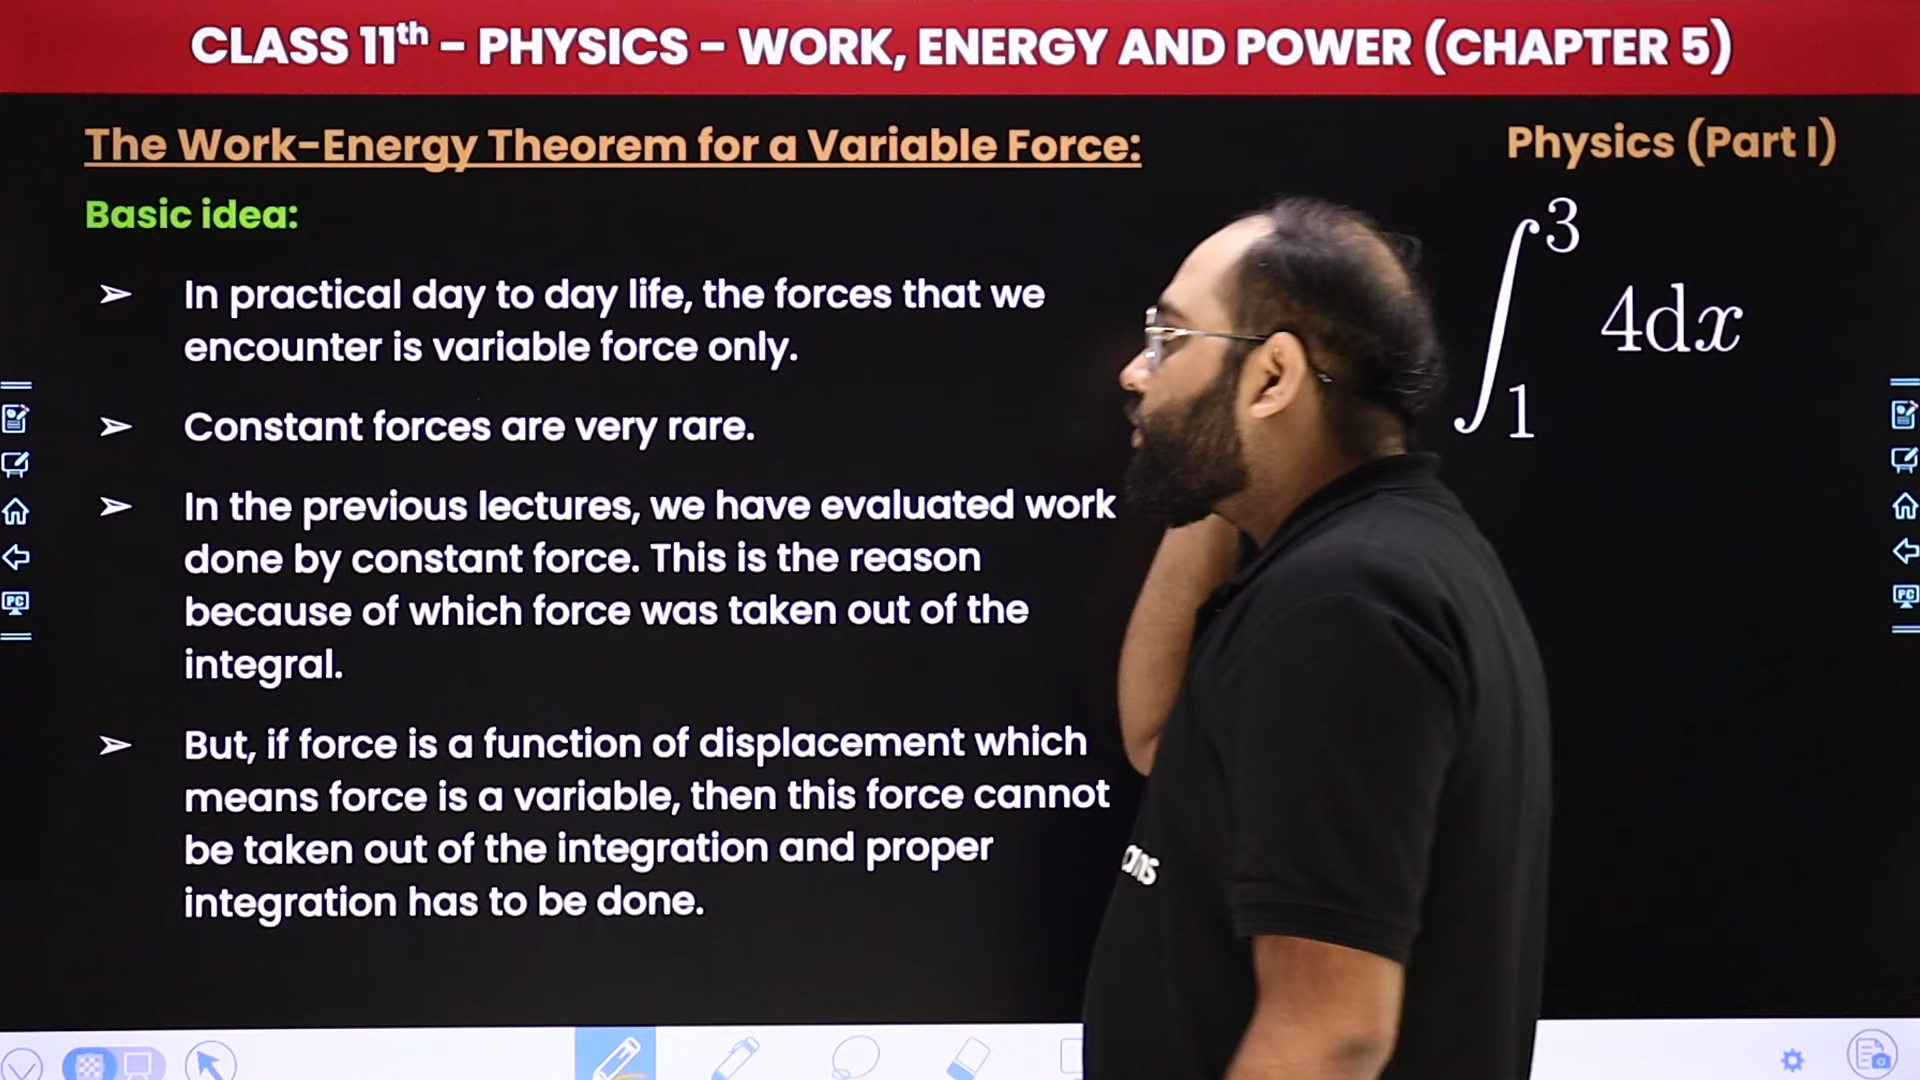 CLASS 11th – PHYSICS – WORK, ENERGY AND POWER (CHAPTER 5)
The Work-Energy Theorem for a Variable Force:
Physics (Part I)
Basic idea:
➢ In practical day to day life, the forces that we
encounter is variable force only.
➢ Constant forces are very rare.
➢ In the previous lectures, we have evaluated work
done by constant force. This is the reason
because of which force was taken out of the
integral.
➢ But, if force is a function of displacement which
means force is a variable, then this force cannot
be taken out of the integration and proper
integration has to be done.
∫₁³ 4dx
PC
PC